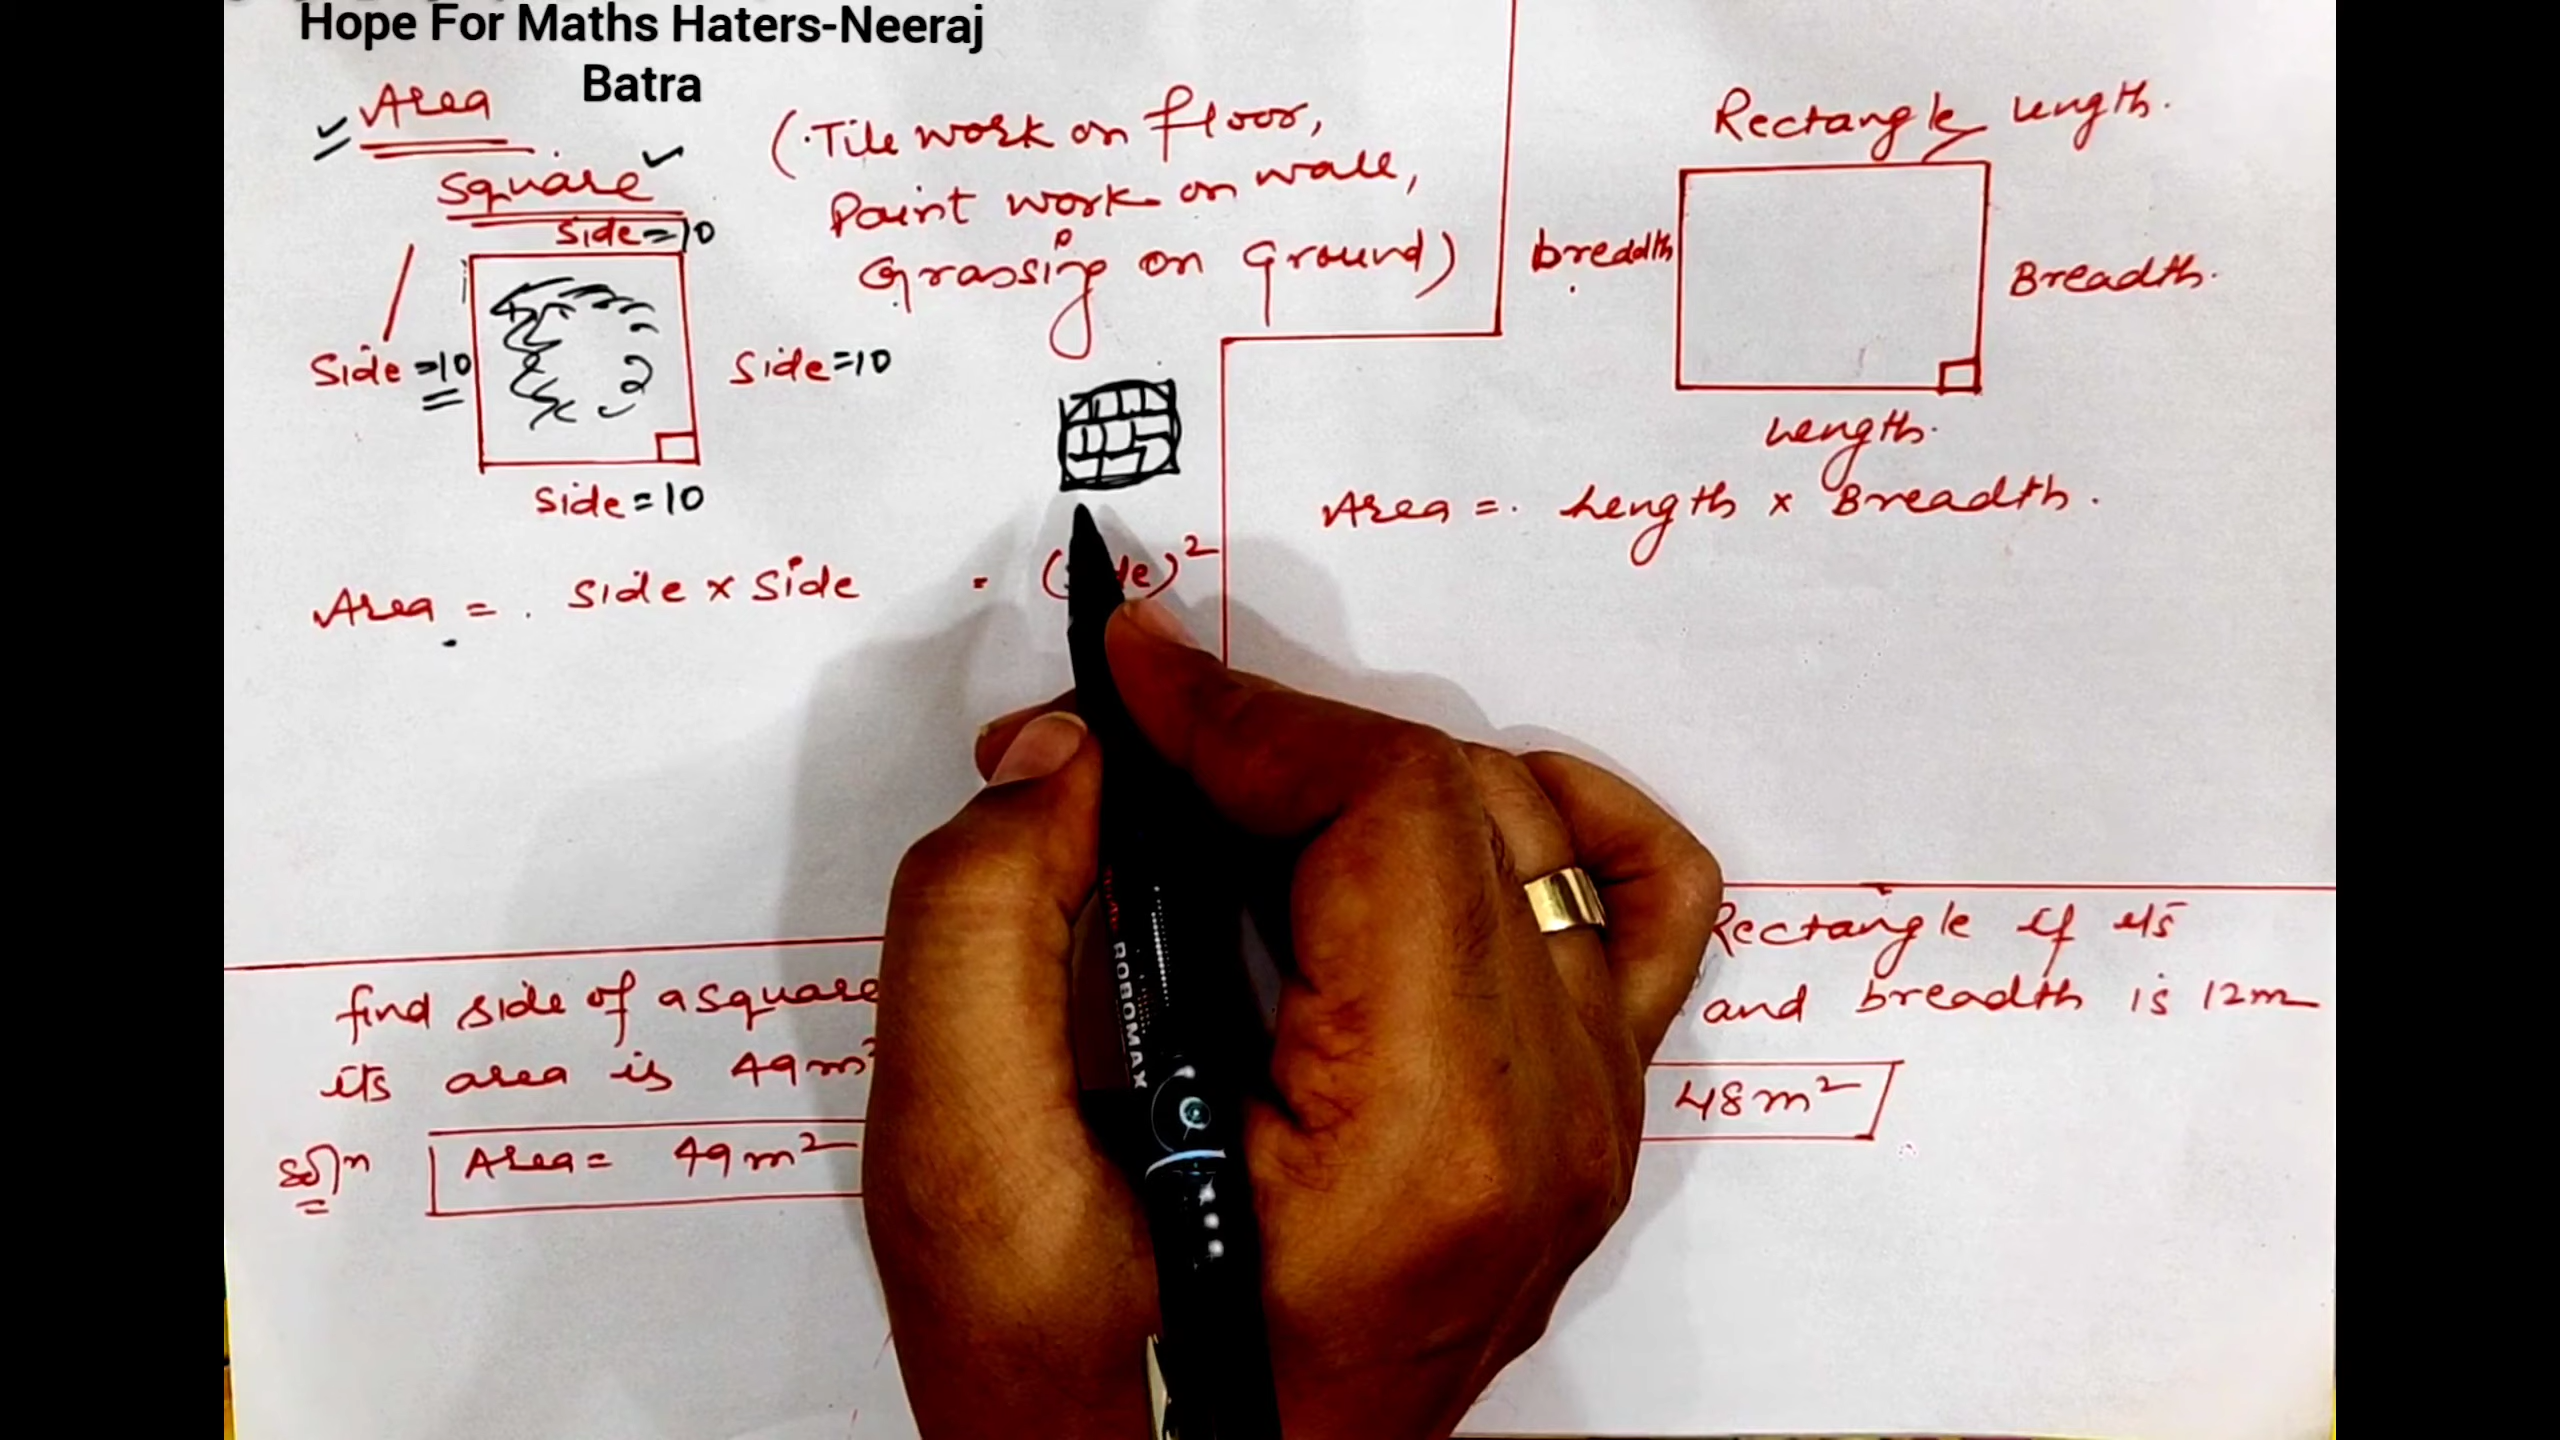 Hope For Maths Haters-Neeraj
Batra
Area
Square
(Tile work on floor,
Paint work on wall,
Grassing on Ground)
Side=10
Side=10
Side=10
Side=10
Area = side x side = ( de)²
Rectangle Length.
breadth
Breadth.
Length.
Area = Length x Breadth.
find side of a square
its area is 49m²
Solⁿ Area= 49m²
Rectangle if its
and breadth is 12m
48m²
ROBOMAX